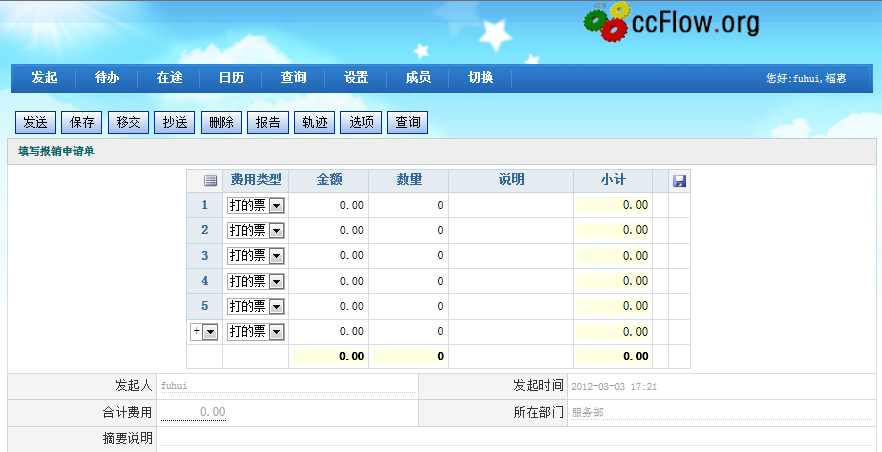 ccFlow.org
发起 待办 在途 日历 查询 设置 成员 切换 您好:fuhui,福惠
发送 保存 移交 抄送 删除 报告 轨迹 选项 查询
填写报销申请单
费用类型 金额 数量 说明 小计
1 打的票 0.00 0 0.00
2 打的票 0.00 0 0.00
3 打的票 0.00 0 0.00
4 打的票 0.00 0 0.00
5 打的票 0.00 0 0.00
+ 打的票 0.00 0 0.00
0.00 0 0.00
发起人 fuhui 发起时间 2012-03-03 17:21
合计费用 0.00 所在部门 服务部
摘要说明